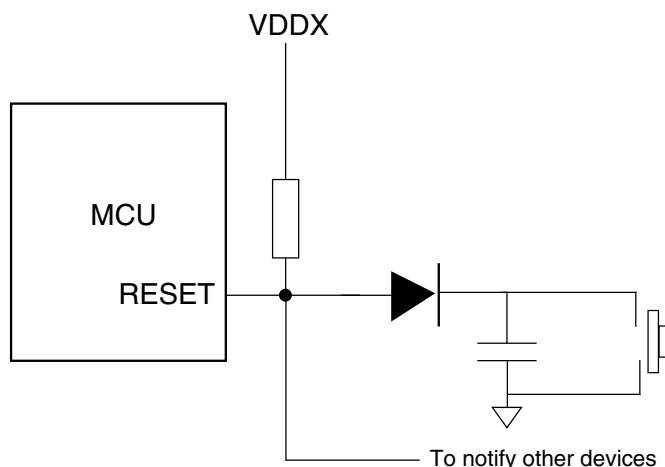 VDDX
MCU
RESET
To notify other devices